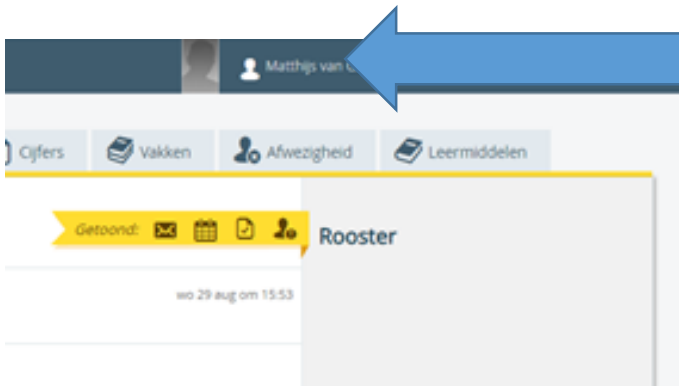 Matthijs van
Cijfers Vakken Afwezigheid Leermiddelen
Getoond: Rooster
wo 29 aug om 15:53